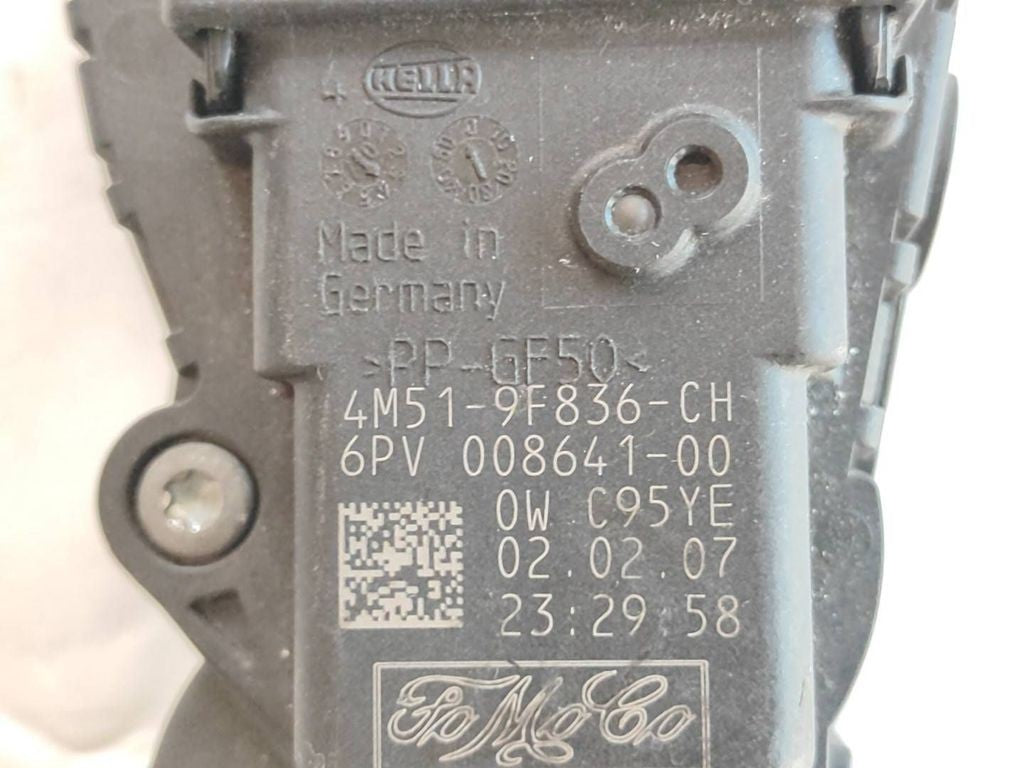 4 HELLA
Made in
Germany
>PP-GF50<
4M51-9F836-CH
6PV 008641-00
0W C95YE
02.02.07
23:29 58
FoMoCo